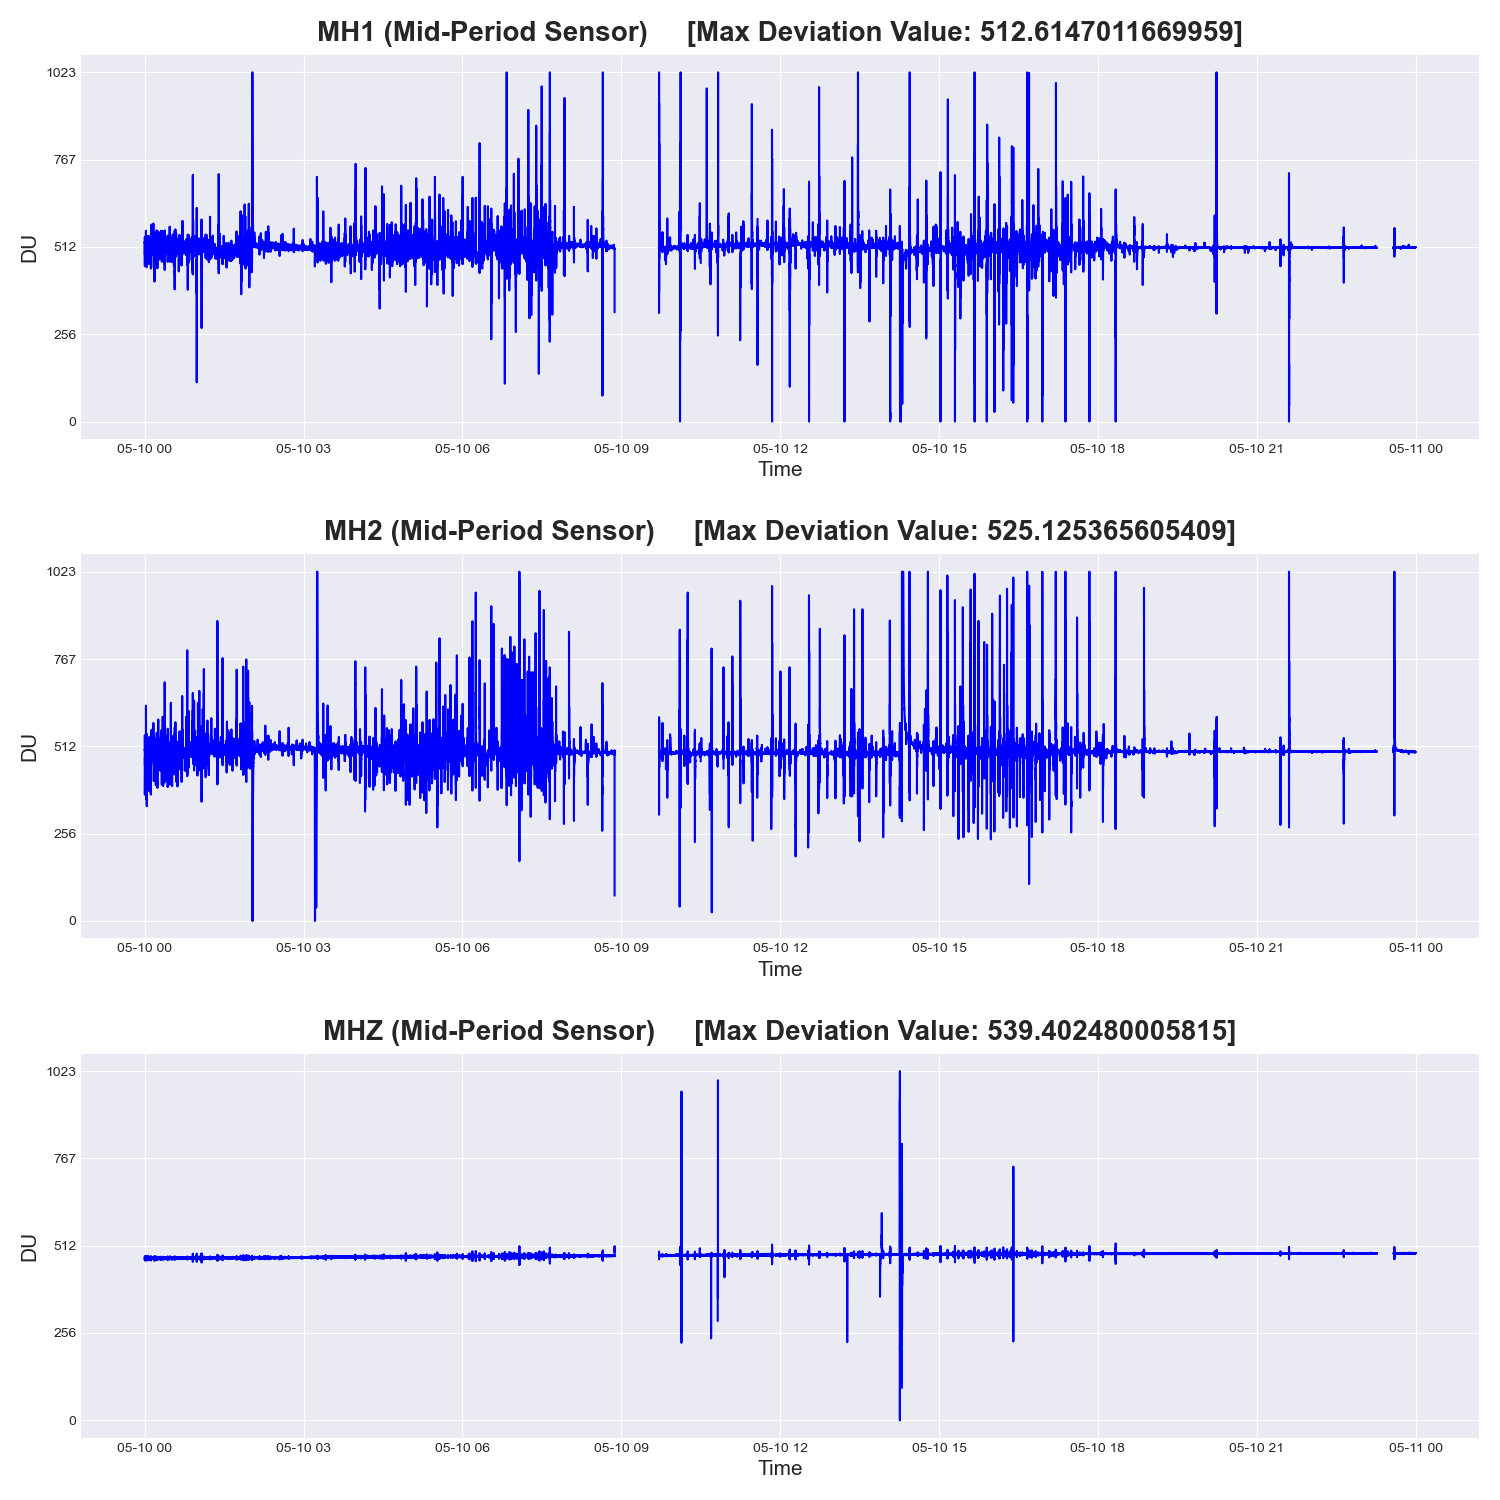 MH1 (Mid-Period Sensor) [Max Deviation Value: 512.6147011669959]
1023
767
512
256
0
DU
05-10 00 05-10 03 05-10 06 05-10 09 05-10 12 05-10 15 05-10 18 05-10 21 05-11 00
Time
MH2 (Mid-Period Sensor) [Max Deviation Value: 525.125365605409]
1023
767
512
256
0
DU
05-10 00 05-10 03 05-10 06 05-10 09 05-10 12 05-10 15 05-10 18 05-10 21 05-11 00
Time
MHZ (Mid-Period Sensor) [Max Deviation Value: 539.402480005815]
1023
767
512
256
0
DU
05-10 00 05-10 03 05-10 06 05-10 09 05-10 12 05-10 15 05-10 18 05-10 21 05-11 00
Time